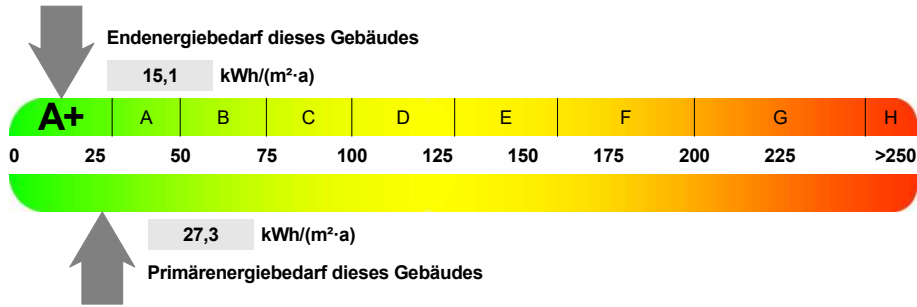 Endenergiebedarf dieses Gebäudes
15,1 kWh/(m²·a)
A+ A B C D E F G H
0 25 50 75 100 125 150 175 200 225 >250
27,3 kWh/(m²·a)
Primärenergiebedarf dieses Gebäudes